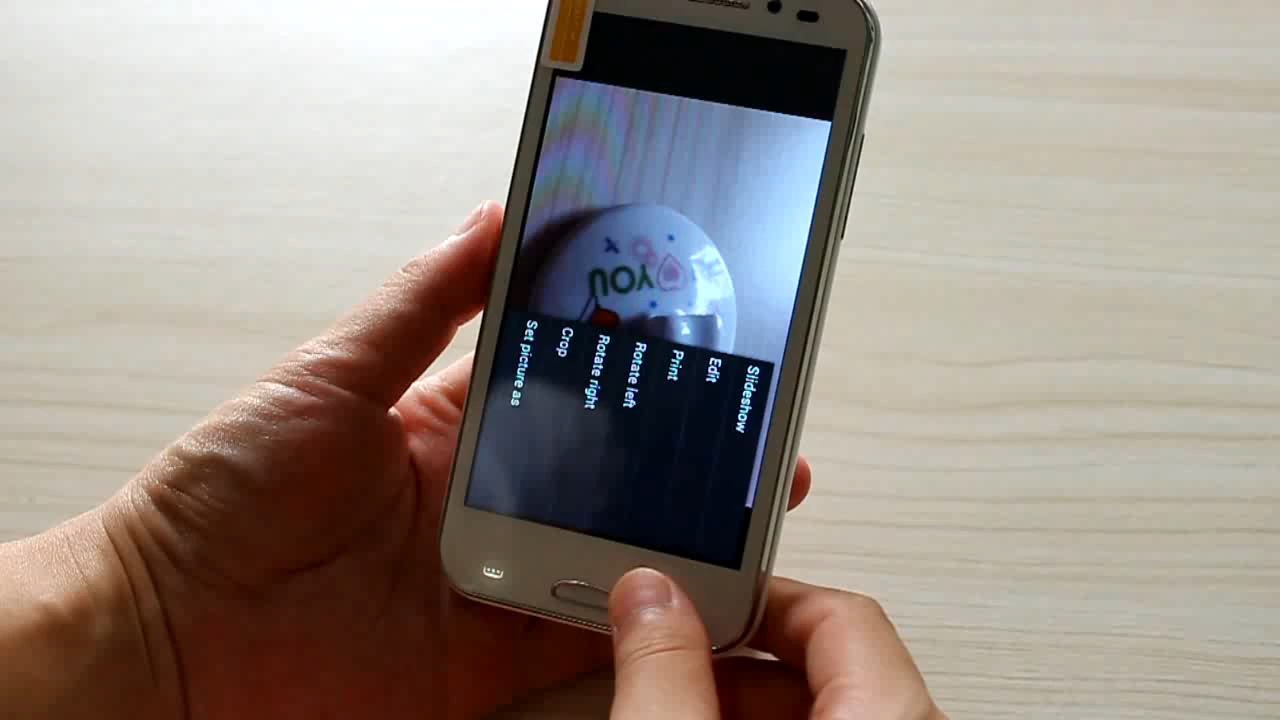 YOU
Slideshow
Edit
Print
Rotate left
Rotate right
Crop
Set picture as